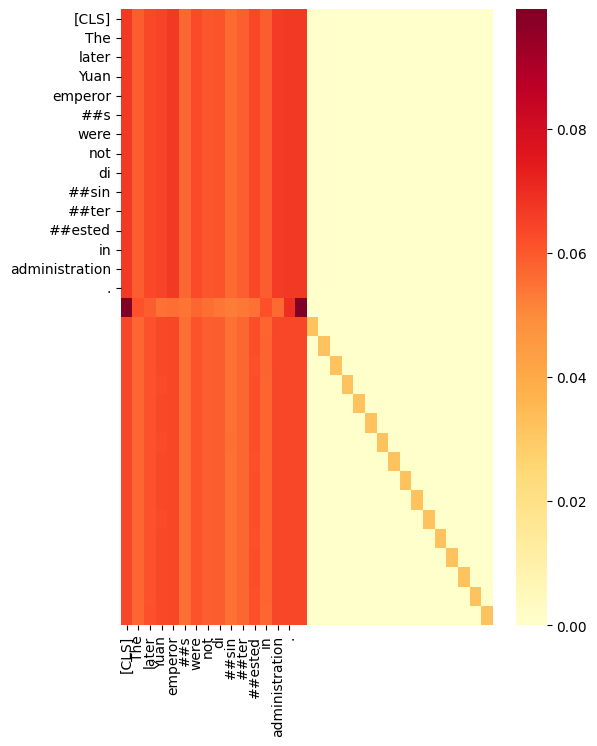 [CLS]
The
later
Yuan
emperor
##s
were
not
di
##sin
##ter
##ested
in
administration
.
0.08
0.06
0.04
0.02
0.00
[CLS]
The
later
Yuan
emperor
##s
were
not
di
##sin
##ter
##ested
in
administration
.